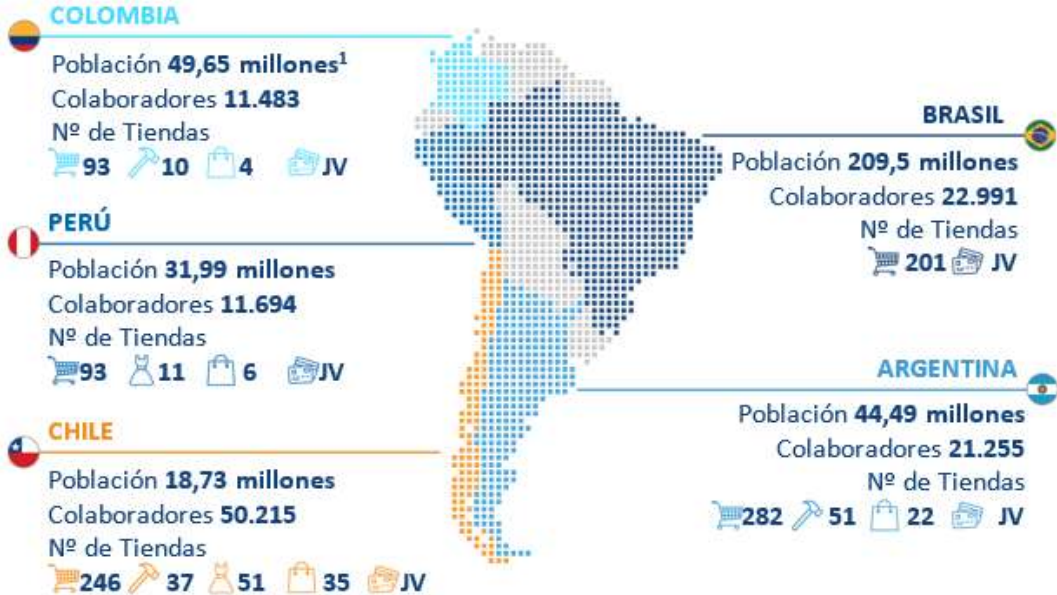 COLOMBIA
Población 49,65 millones¹
Colaboradores 11.483
Nº de Tiendas
93 10 4 JV
PERÚ
Población 31,99 millones
Colaboradores 11.694
Nº de Tiendas
93 11 6 JV
CHILE
Población 18,73 millones
Colaboradores 50.215
Nº de Tiendas
246 37 51 35 JV
BRASIL
Población 209,5 millones
Colaboradores 22.991
Nº de Tiendas
201 JV
ARGENTINA
Población 44,49 millones
Colaboradores 21.255
Nº de Tiendas
282 51 22 JV